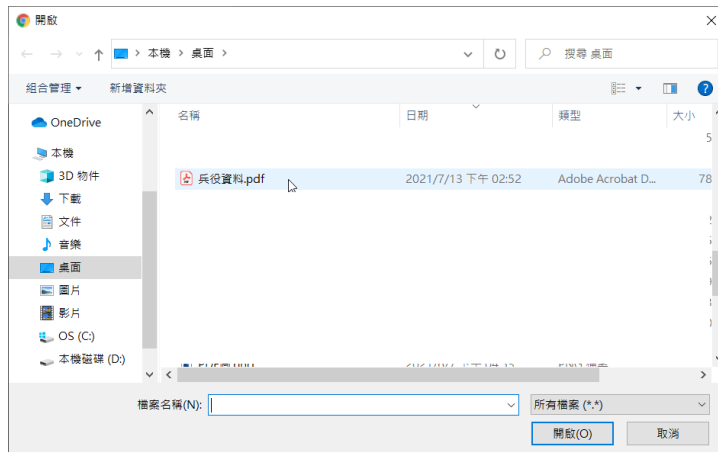 開啟
本機 > 桌面 >
搜尋 桌面
組合管理
新增資料夾
名稱
日期
類型
大小
OneDrive
本機
3D 物件
下載
文件
音樂
桌面
圖片
影片
OS (C:)
本機磁碟 (D:)
兵役資料.pdf
2021/7/13 下午 02:52
Adobe Acrobat D...
78
檔案名稱(N):
所有檔案 (*.*)
開啟(O)
取消